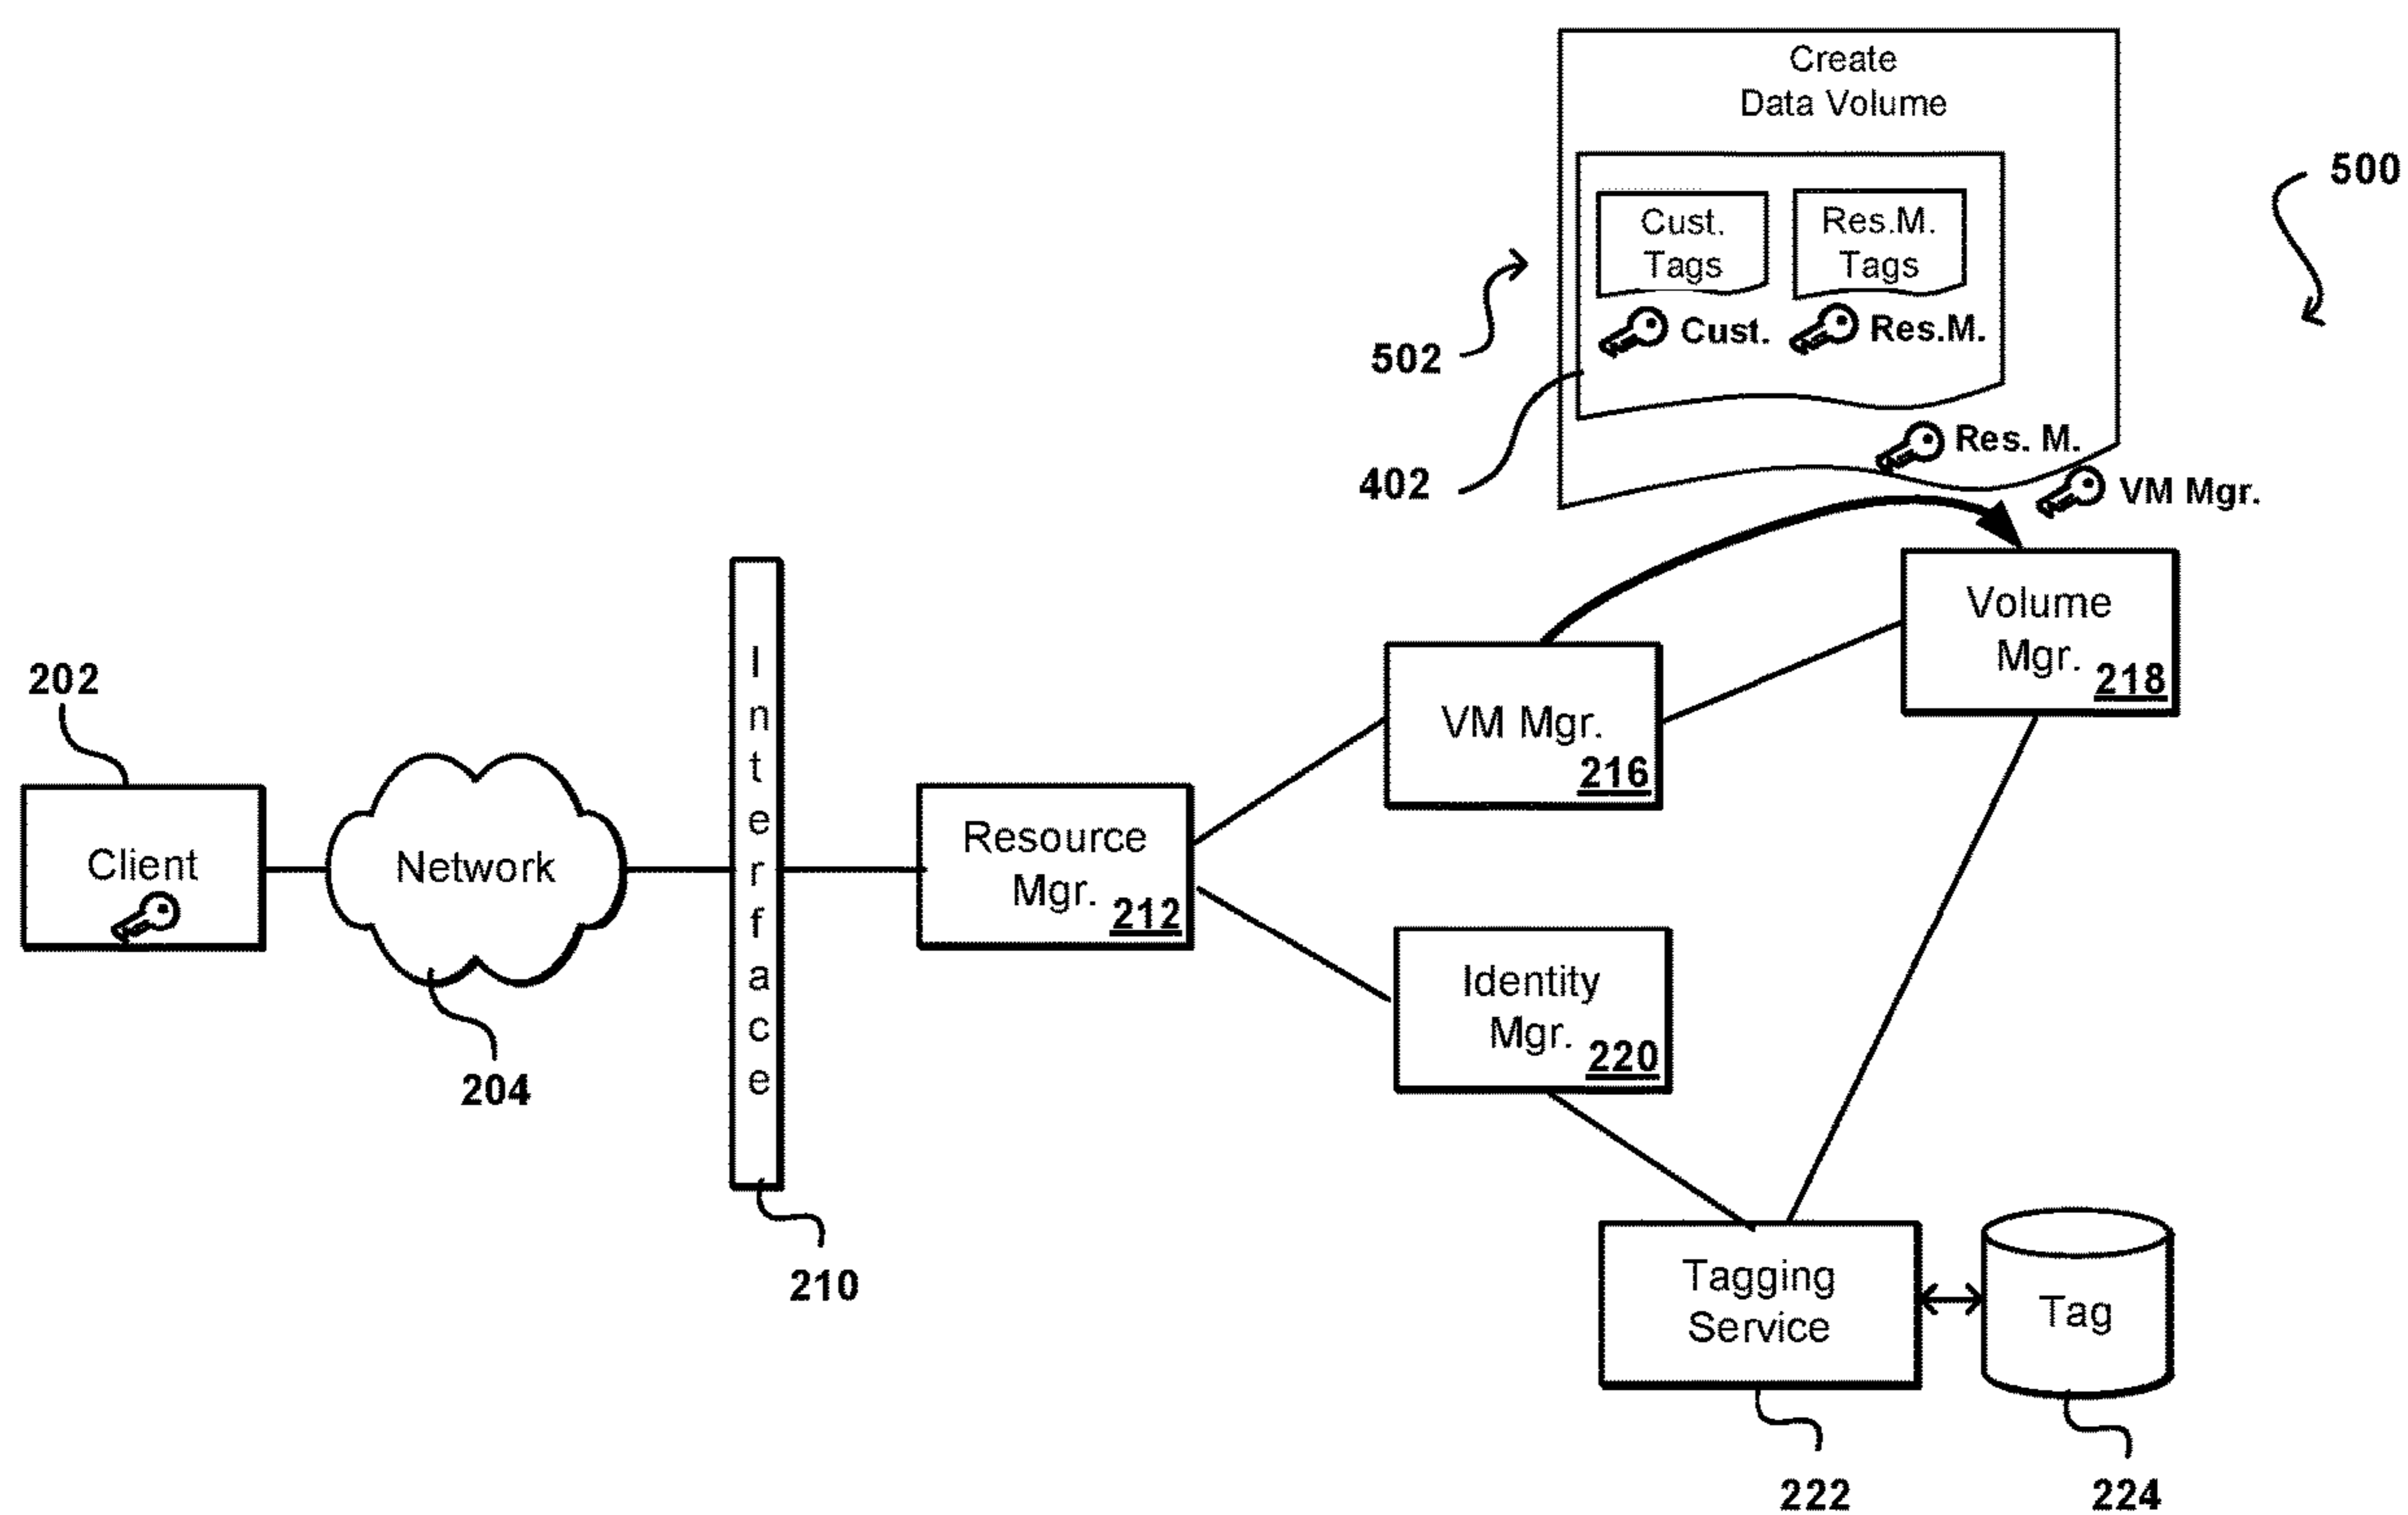 Create
Data Volume
500
Cust.
Tags
Res.M.
Tags
Cust.
Res.M.
502
402
Res. M.
VM Mgr.
Volume
Mgr.
218
VM Mgr.
216
202
Client
Network
204
Interface
210
Resource
Mgr.
212
Identity
Mgr.
220
Tagging
Service
Tag
222
224